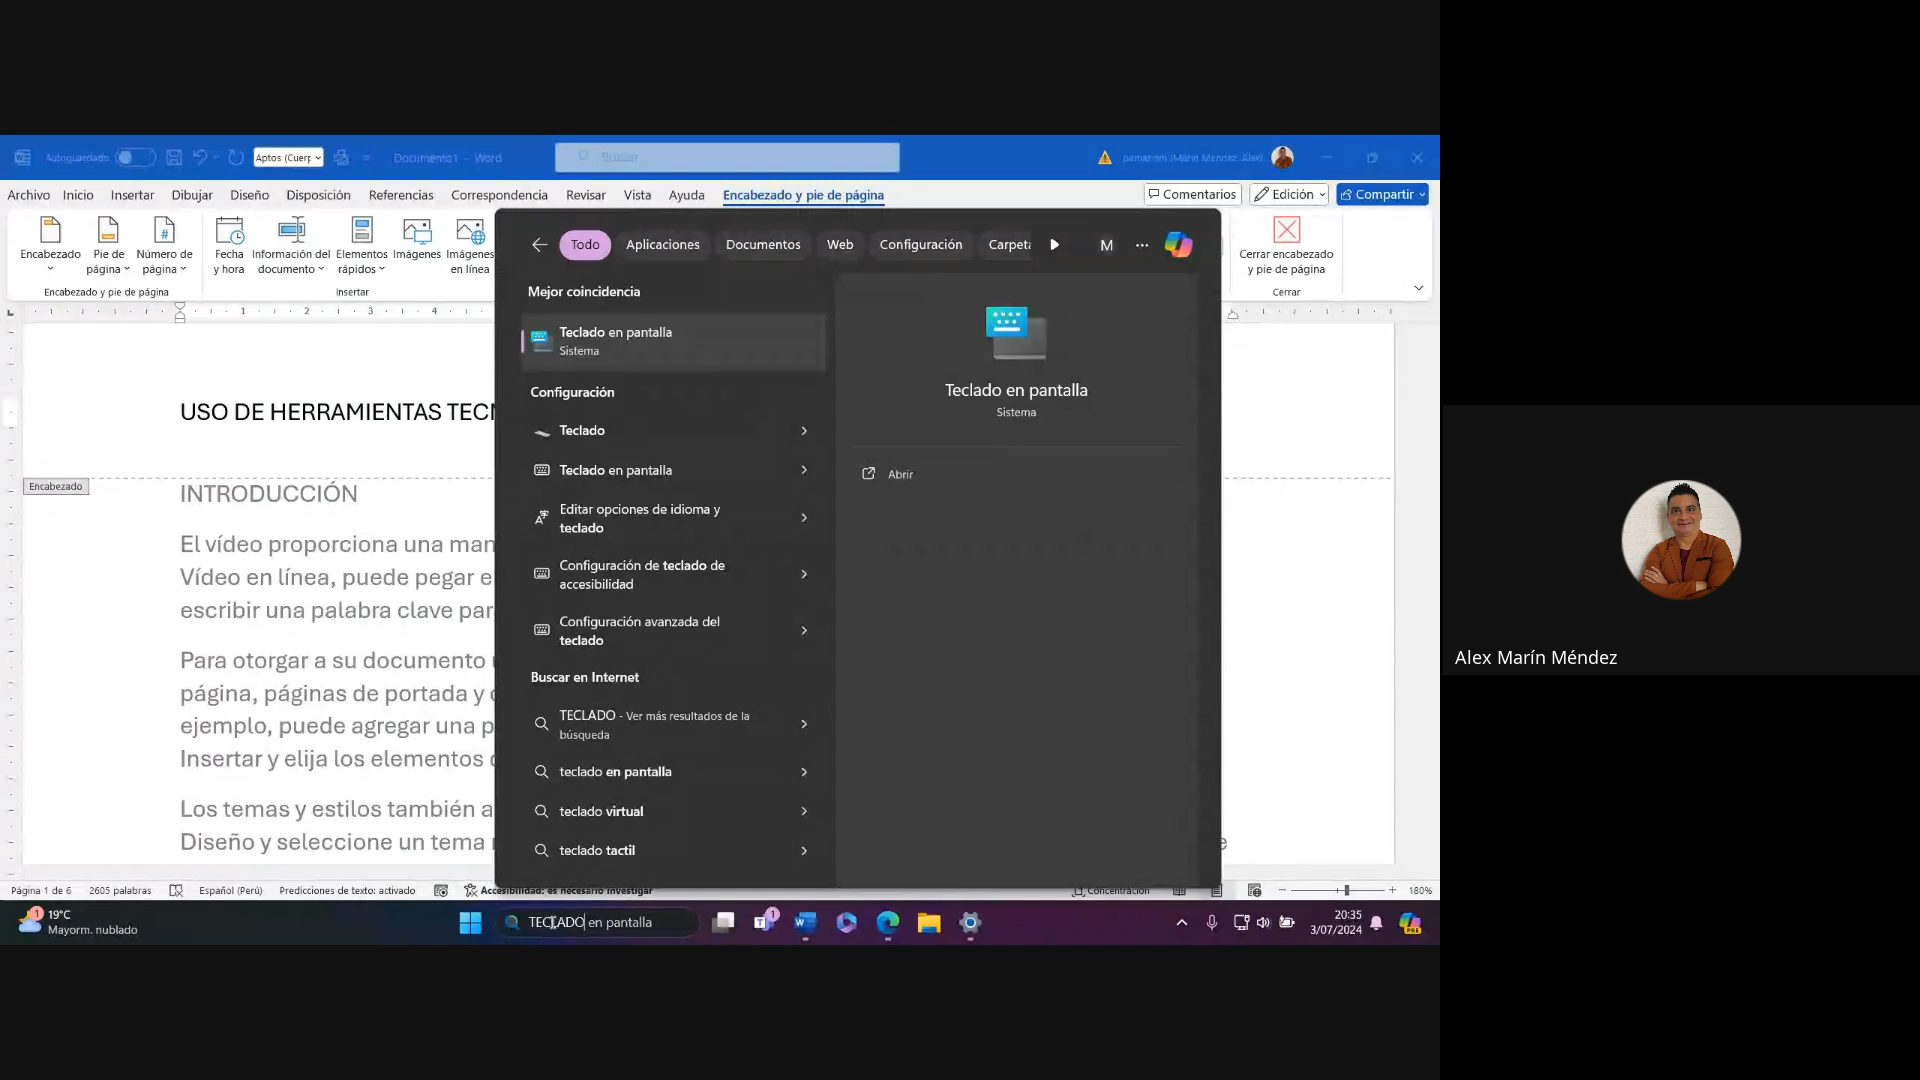 Autoguardado
Aptos (Cuerp
Documento1 - Word
Buscar
Archivo Inicio Insertar Dibujar Diseño Disposición Referencias Correspondencia Revisar Vista Ayuda Encabezado y pie de página
Comentarios Edición Compartir
Encabezado
Pie de página
Número de página
Encabezado y pie de página
Fecha y hora
Información del documento
Elementos rápidos
Imágenes
Imágenes en línea
Insertar
Cerrar encabezado y pie de página
Cerrar
1 2 3 4
USO DE HERRAMIENTAS
Encabezado
INTRODUCCIÓN
El vídeo proporciona una
Vídeo en línea, puede pegar
escribir una palabra clave
Para otorgar a su documento
página, páginas de portada y
ejemplo, puede agregar una
Insertar y elija los elementos
Los temas y estilos también
Diseño y seleccione un tema
e
Todo Aplicaciones Documentos Web Configuración Carpeta M ...
Mejor coincidencia
Teclado en pantalla
Sistema
Configuración
Teclado
Teclado en pantalla
Editar opciones de idioma y
teclado
Configuración de teclado de
accesibilidad
Configuración avanzada del
teclado
Buscar en Internet
TECLADO - Ver más resultados de la
búsqueda
teclado en pantalla
teclado virtual
teclado tactil
Teclado en pantalla
Sistema
Abrir
Página 1 de 6 2605 palabras Español (Perú) Predicciones de texto: activado Accesibilidad: es necesario investigar Concentración 180%
1
19°C
Mayorm. nublado
TECLADO en pantalla
1
20:35
3/07/2024
PRE
Alex Marín Méndez